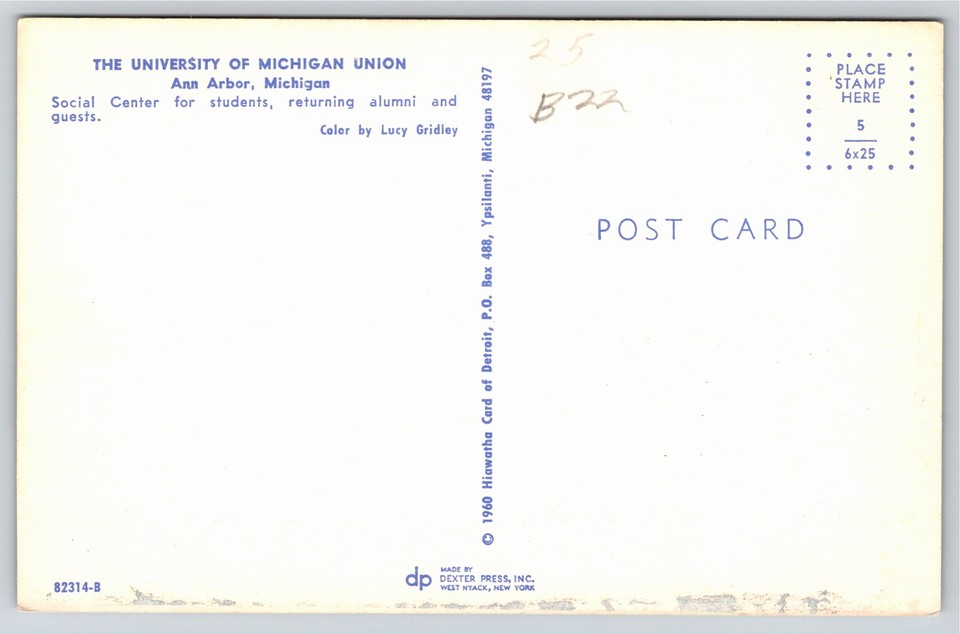 THE UNIVERSITY OF MICHIGAN UNION
Ann Arbor, Michigan
Social Center for students, returning alumni and
guests.
Color by Lucy Gridley
82314-B
© 1960 Hiawatha Card of Detroit, P.O. Box 488, Ypsilanti, Michigan 48197
dp
MADE BY
DEXTER PRESS, INC.
WEST NYACK, NEW YORK
25
B22
PLACE
STAMP
HERE
5
6x25
POST CARD